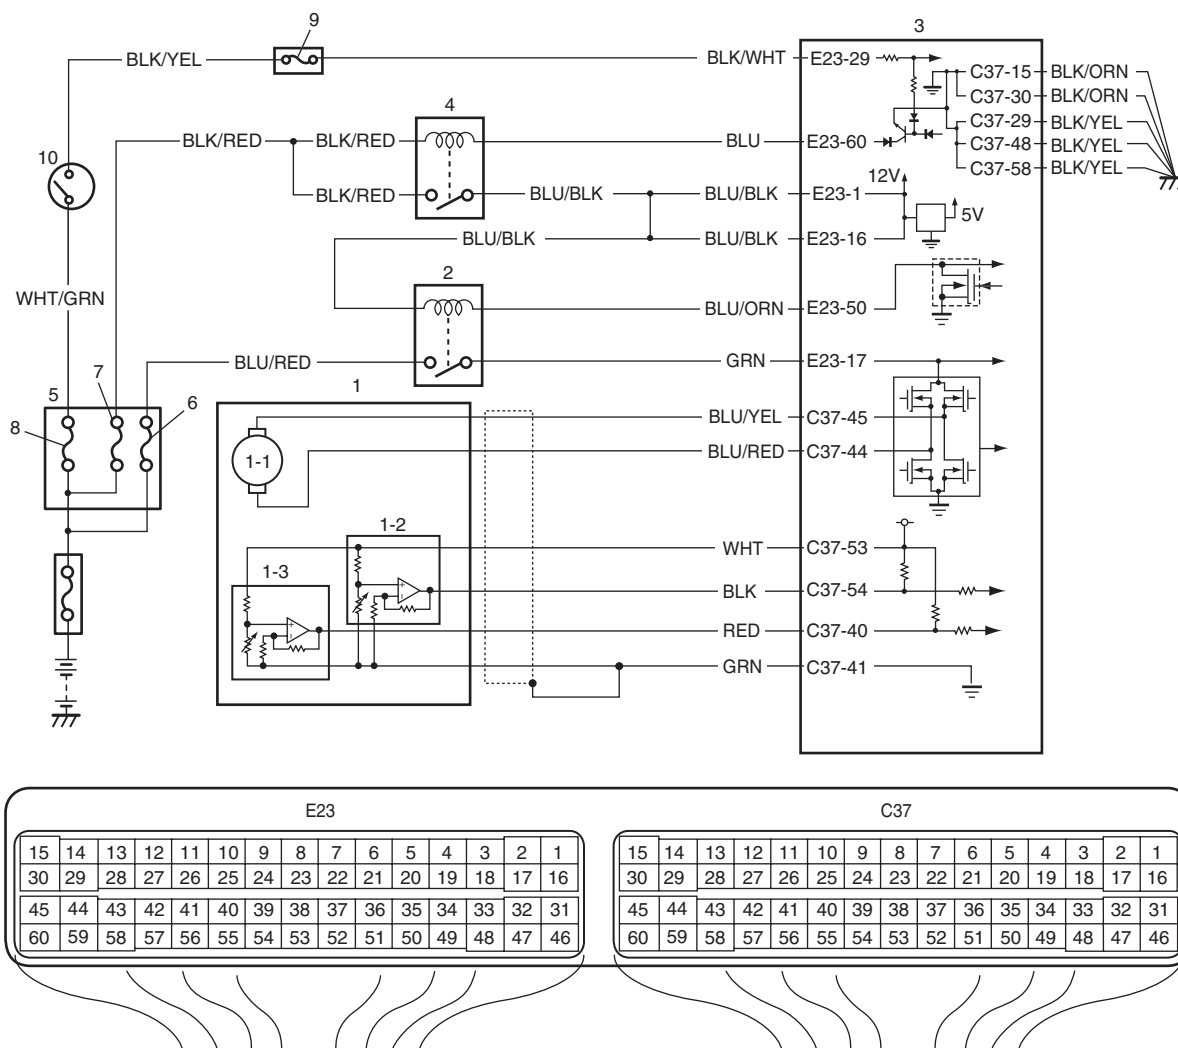 9
3
BLK/YEL
BLK/WHT
E23-29
C37-15
BLK/ORN
C37-30
BLK/ORN
4
C37-29
BLK/YEL
BLK/RED
BLK/RED
BLU
E23-60
C37-48
BLK/YEL
10
C37-58
BLK/YEL
12V
BLK/RED
BLU/BLK
BLU/BLK
E23-1
5V
BLU/BLK
BLU/BLK
E23-16
2
WHT/GRN
BLU/ORN
E23-50
BLU/RED
GRN
E23-17
7
1
5
6
8
BLU/YEL
C37-45
1-1
BLU/RED
C37-44
1-2
WHT
C37-53
1-3
+
-
BLK
C37-54
+
-
RED
C37-40
GRN
C37-41
E23
15 14 13 12 11 10 9 8 7 6 5 4 3 2 1
30 29 28 27 26 25 24 23 22 21 20 19 18 17 16
45 44 43 42 41 40 39 38 37 36 35 34 33 32 31
60 59 58 57 56 55 54 53 52 51 50 49 48 47 46
C37
15 14 13 12 11 10 9 8 7 6 5 4 3 2 1
30 29 28 27 26 25 24 23 22 21 20 19 18 17 16
45 44 43 42 41 40 39 38 37 36 35 34 33 32 31
60 59 58 57 56 55 54 53 52 51 50 49 48 47 46